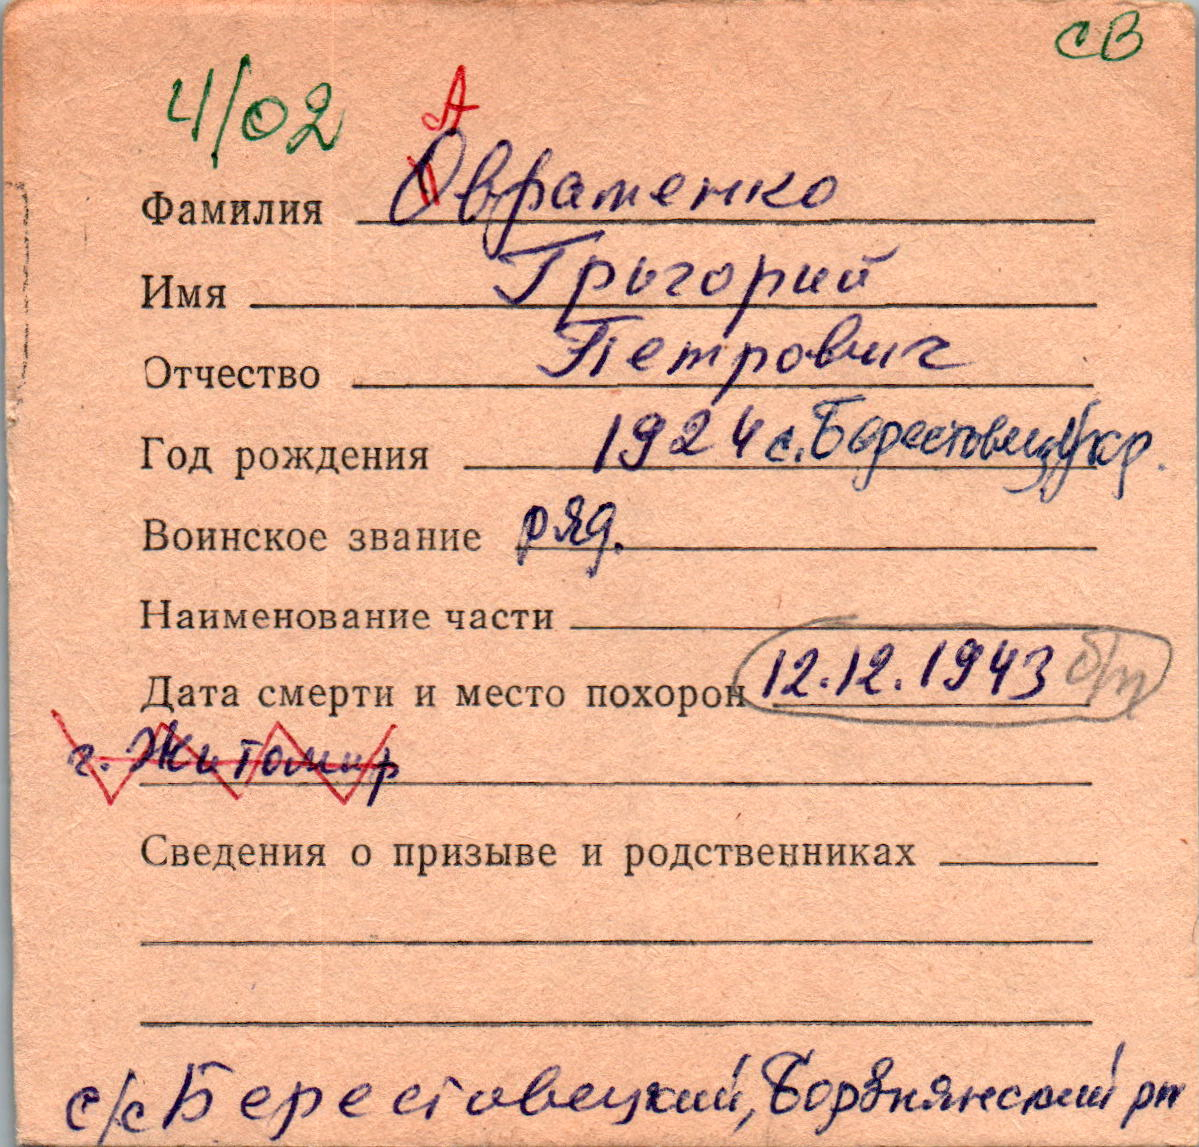 СВ
4/02
А
Фамилия Овраменко
Имя Григорий
Отчество Петрович
Год рождения 1924 с. Берестовец Укр.
Воинское звание ряд.
Наименование части
Дата смерти и место похорон 12.12.1943 б/м
г. Житомир
Сведения о призыве и родственниках
с/с Берестовецкий, Борзнянский рн